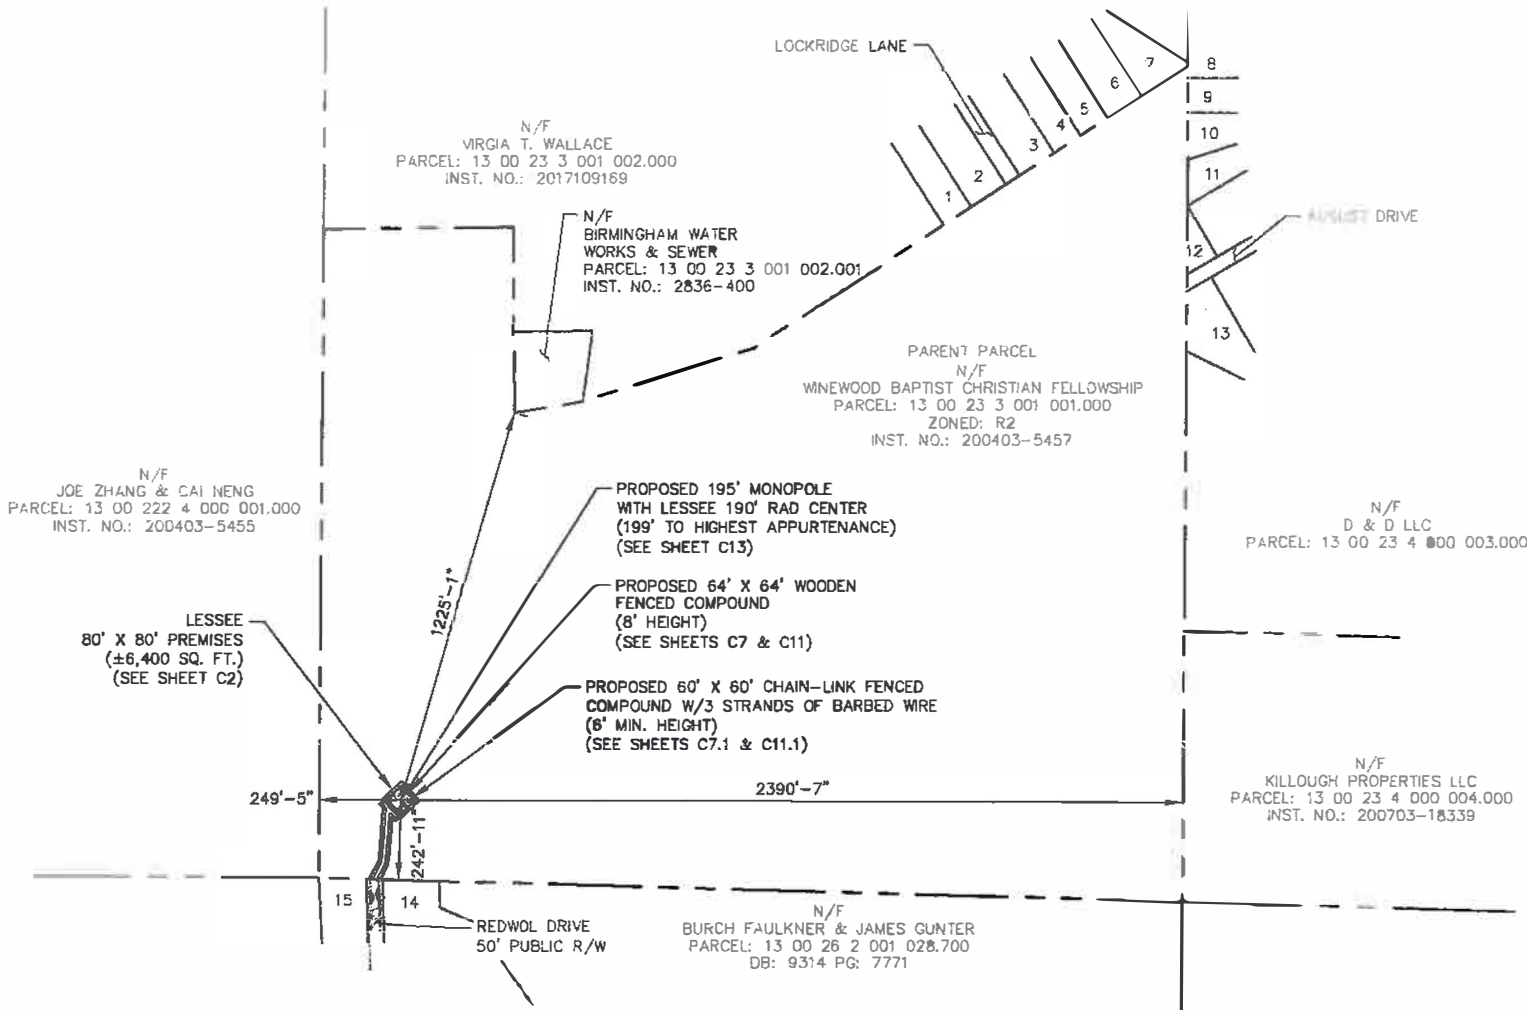 LOCKRIDGE LANE
1
2
3
4
5
6
7
8
9
10
11
12
13
AUGUST DRIVE
N/F
VIRGIA T. WALLACE
PARCEL: 13 00 23 3 001 002.000
INST. NO.: 2017109169
N/F
BIRMINGHAM WATER
WORKS & SEWER
PARCEL: 13 00 23 3 001 002.001
INST. NO.: 2836-400
PARENT PARCEL
N/F
WINEWOOD BAPTIST CHRISTIAN FELLOWSHIP
PARCEL: 13 00 23 3 001 001.000
ZONED: R2
INST. NO.: 200403-5457
N/F
JOE ZHANG & CAI NENG
PARCEL: 13 00 222 4 000 001.000
INST. NO.: 200403-5455
PROPOSED 195' MONOPOLE
WITH LESSEE 190' RAD CENTER
(199' TO HIGHEST APPURTENANCE)
(SEE SHEET C13)
N/F
D & D LLC
PARCEL: 13 00 23 4 000 003.000
1225'-1"
PROPOSED 64' X 64' WOODEN
FENCED COMPOUND
(8' HEIGHT)
(SEE SHEETS C7 & C11)
LESSEE
80' X 80' PREMISES
(±6,400 SQ. FT.)
(SEE SHEET C2)
PROPOSED 60' X 60' CHAIN-LINK FENCED
COMPOUND W/3 STRANDS OF BARBED WIRE
(6' MIN. HEIGHT)
(SEE SHEETS C7.1 & C11.1)
249'-5"
2390'-7"
242'-11"
N/F
KILLOUGH PROPERTIES LLC
PARCEL: 13 00 23 4 000 004.000
INST. NO.: 200703-18339
15
14
REDWOL DRIVE
50' PUBLIC R/W
N/F
BURCH FAULKNER & JAMES GUNTER
PARCEL: 13 00 26 2 001 028.700
DB: 9314 PG: 7771